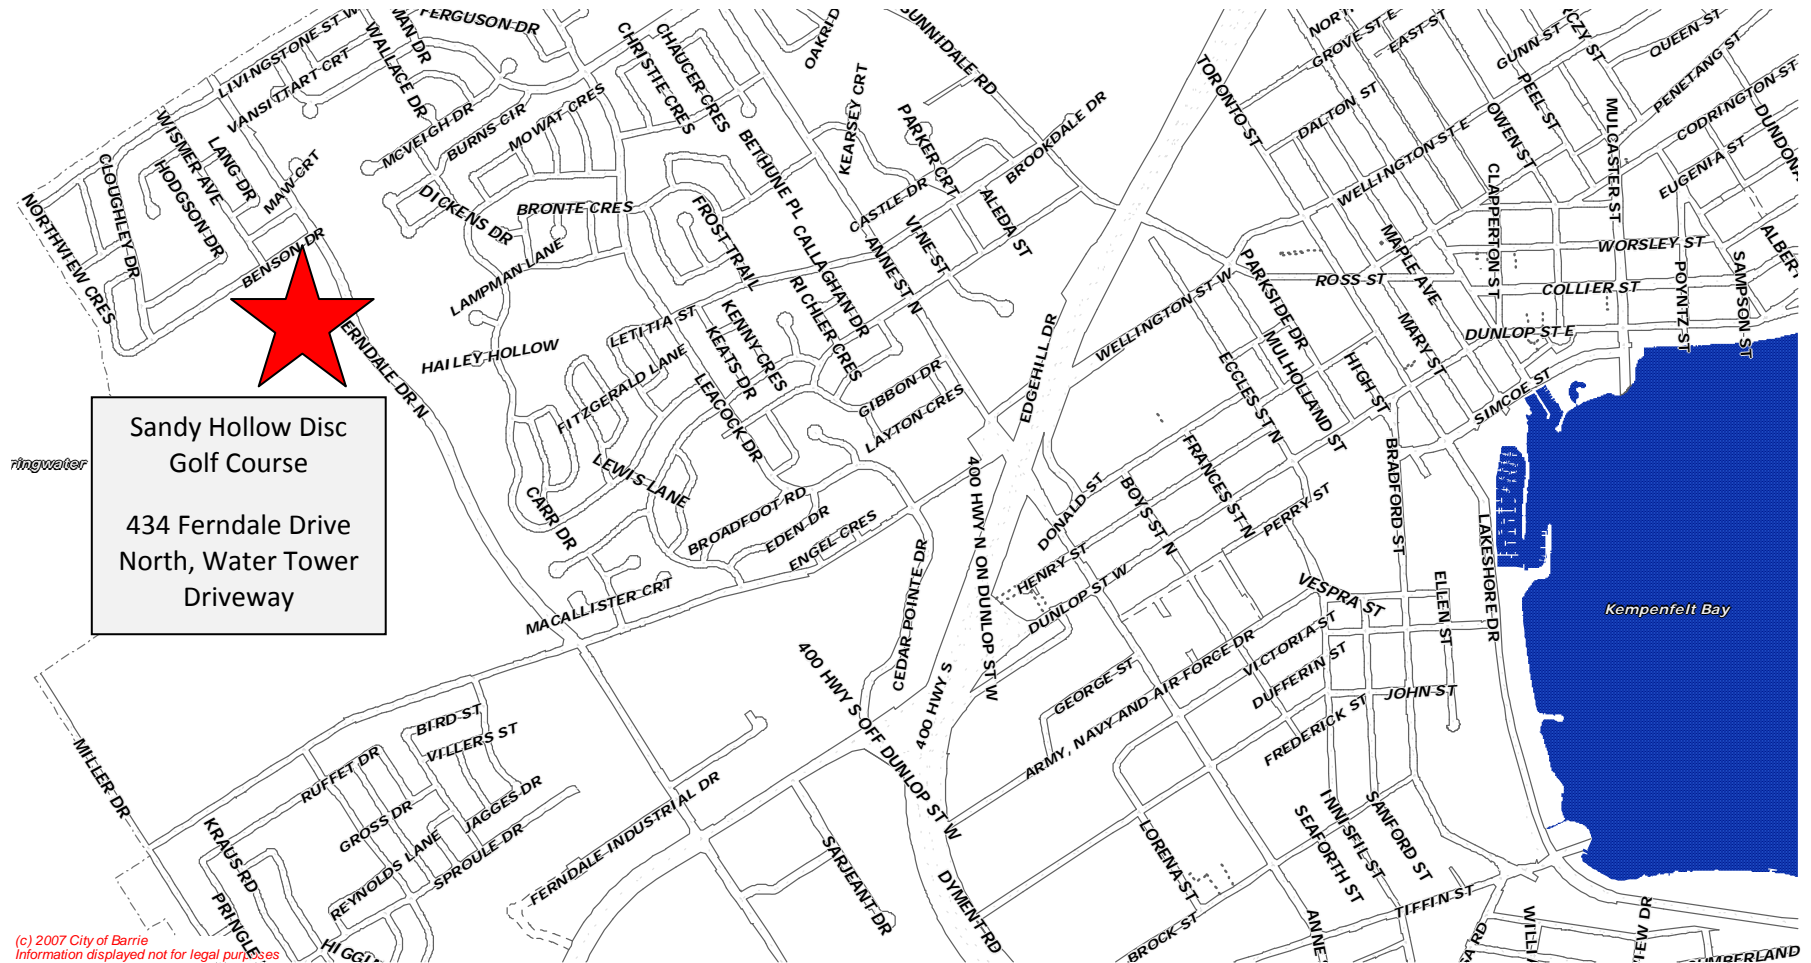 FERGUSON DR
LIVINGSTONE ST W
WALLACE DR
VANSITTART CRT
CHRISTIE CRES
CHAUCER CRES
SUNNIDALE RD
KEARSEY CRT
PARKER CRT
BROOKDALE DR
TORONTO ST
GROVE ST E
EAST ST
GUNN ST
QUEEN ST
PEEL ST
PENETANG ST
CODRINGTON ST
DALTON ST
OWEN ST
MULCASTER ST
EUGENIA ST
WELLINGTON ST E
CLAPPERTON ST
WISMER AVE
LANG DR
MAW CRT
HODGSON DR
CLOUGHLEY DR
NORTHVIEW CRES
BENSON DR
MCVEIGH DR
BURNS CIR
MOWAT CRES
DICKENS DR
BRONTE CRES
LAMPMAN LANE
BETHUNE PL
CALLAGHAN DR
FROST TRAIL
CASTLE DR
VINE ST
ALEDA ST
ANNE ST N
LETITIA ST
KENNY CRES
KEATS DR
RICHLER CRES
HAILEY HOLLOW
FITZGERALD LANE
LEACOCK DR
GIBBON DR
LAYTON CRES
LEWIS LANE
CARR DR
BROADFOOT RD
EDEN DR
ENGEL CRES
MACALLISTER CRT
EDGEHILL DR
WELLINGTON ST W
PARKSIDE DR
MAPLE AVE
ROSS ST
WORSLEY ST
COLLIER ST
DUNLOP ST E
POYNTZ ST
SAMPSON ST
MARY ST
MULHOLLAND ST
ECCLES ST N
HIGH ST
SIMCOE ST
BRADFORD ST
FRANCES ST N
BOYS ST N
DONALD ST
PERRY ST
HENRY ST
DUNLOP ST W
LAKESHORE DR
VESPRA ST
ELLEN ST
VICTORIA ST
DUFFERIN ST
JOHN ST
FREDERICK ST
GEORGE ST
ARMY, NAVY AND AIR FORCE DR
Kempenfelt Bay
Sandy Hollow Disc
Golf Course
434 Ferndale Drive
North, Water Tower
Driveway
400 HWY N ON DUNLOP ST W
CEDAR POINTE DR
400 HWY S
400 HWY S OFF DUNLOP ST W
MILLER DR
BIRD ST
VILLERS ST
RUFFET DR
GROSS DR
JAGGES DR
REYNOLDS LANE
SPROULE DR
KRAUS RD
PRINGLE
FERNDALE INDUSTRIAL DR
SARJEANT DR
DYMENT RD
LORENA ST
BROCK ST
INNISFIL ST
SEAFORTH ST
SANFORD ST
TIFFIN ST
ANNE
(c) 2007 City of Barrie
Information displayed not for legal purposes